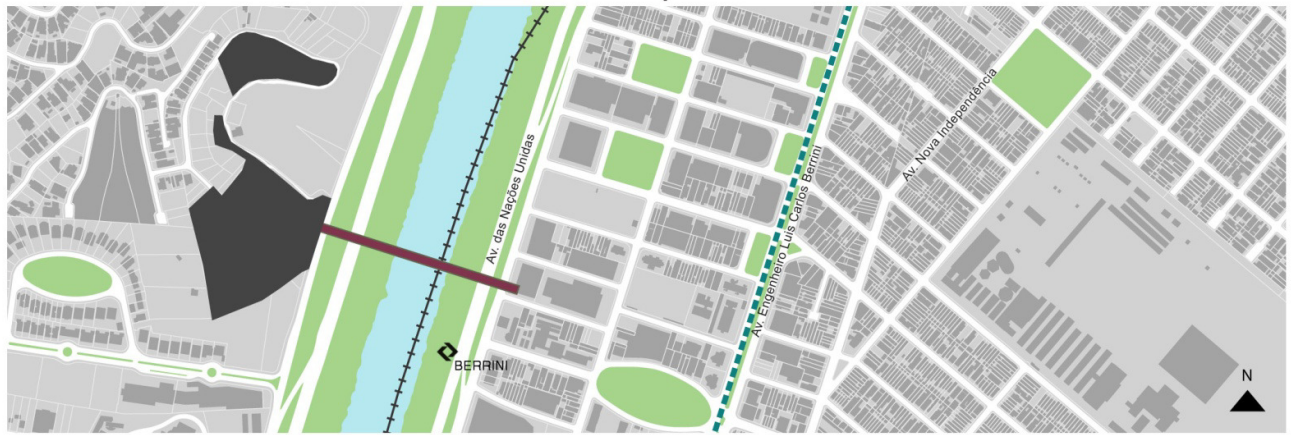 Av. Nova Independência
Av. das Nações Unidas
Av. Engenheiro Luís Carlos Berrini
BERRINI
N